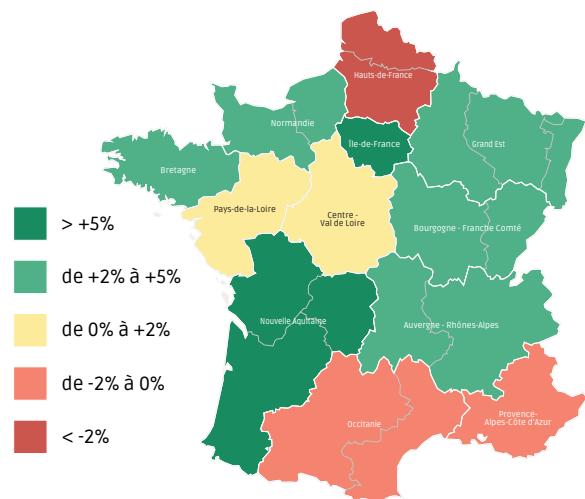 Hauts-de-France
Normandie
Île-de-France
Grand Est
Bretagne
Pays-de-la-Loire
Centre -
Val de Loire
Bourgogne - Franche Comté
Nouvelle Aquitaine
Auvergne - Rhônes-Alpes
Occitanie
Provence-
Alpes-Côte d'Azur
> +5%
de +2% à +5%
de 0% à +2%
de -2% à 0%
< -2%